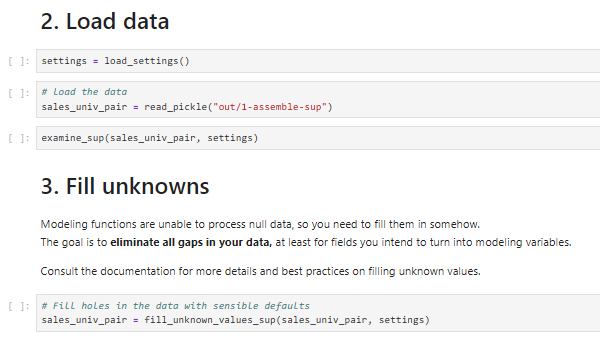 2. Load data
[ ]: settings = load_settings()
[ ]: # Load the data
sales_univ_pair = read_pickle("out/1-assemble-sup")
[ ]: examine_sup(sales_univ_pair, settings)
3. Fill unknowns
Modeling functions are unable to process null data, so you need to fill them in somehow.
The goal is to eliminate all gaps in your data, at least for fields you intend to turn into modeling variables.
Consult the documentation for more details and best practices on filling unknown values.
[ ]: # Fill holes in the data with sensible defaults
sales_univ_pair = fill_unknown_values_sup(sales_univ_pair, settings)